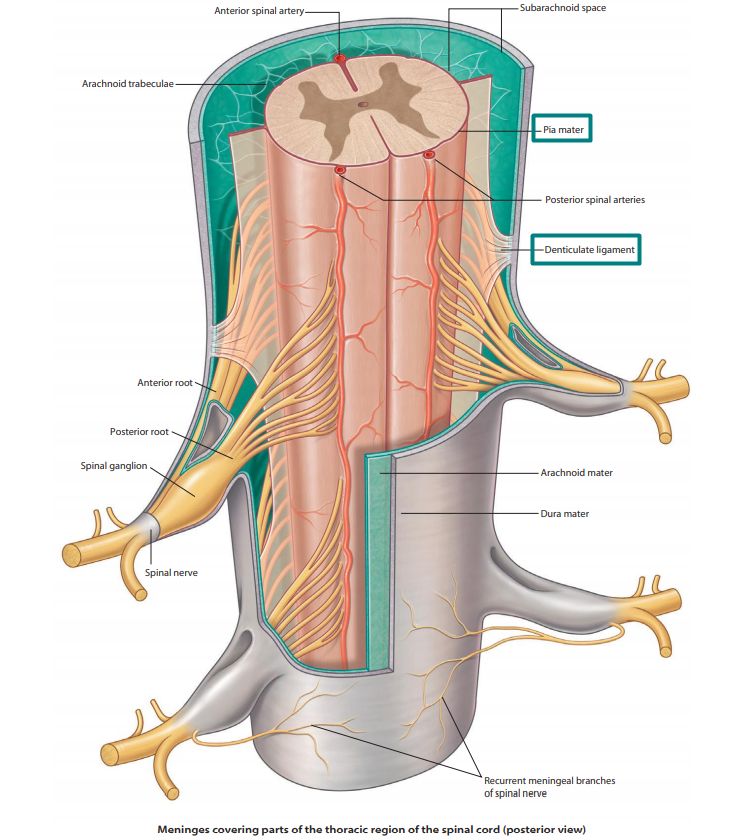 Anterior spinal artery
Subarachnoid space
Arachnoid trabeculae
Pia mater
Posterior spinal arteries
Denticulate ligament
Anterior root
Posterior root
Spinal ganglion
Arachnoid mater
Dura mater
Spinal nerve
Recurrent meningeal branches
of spinal nerve
Meninges covering parts of the thoracic region of the spinal cord (posterior view)